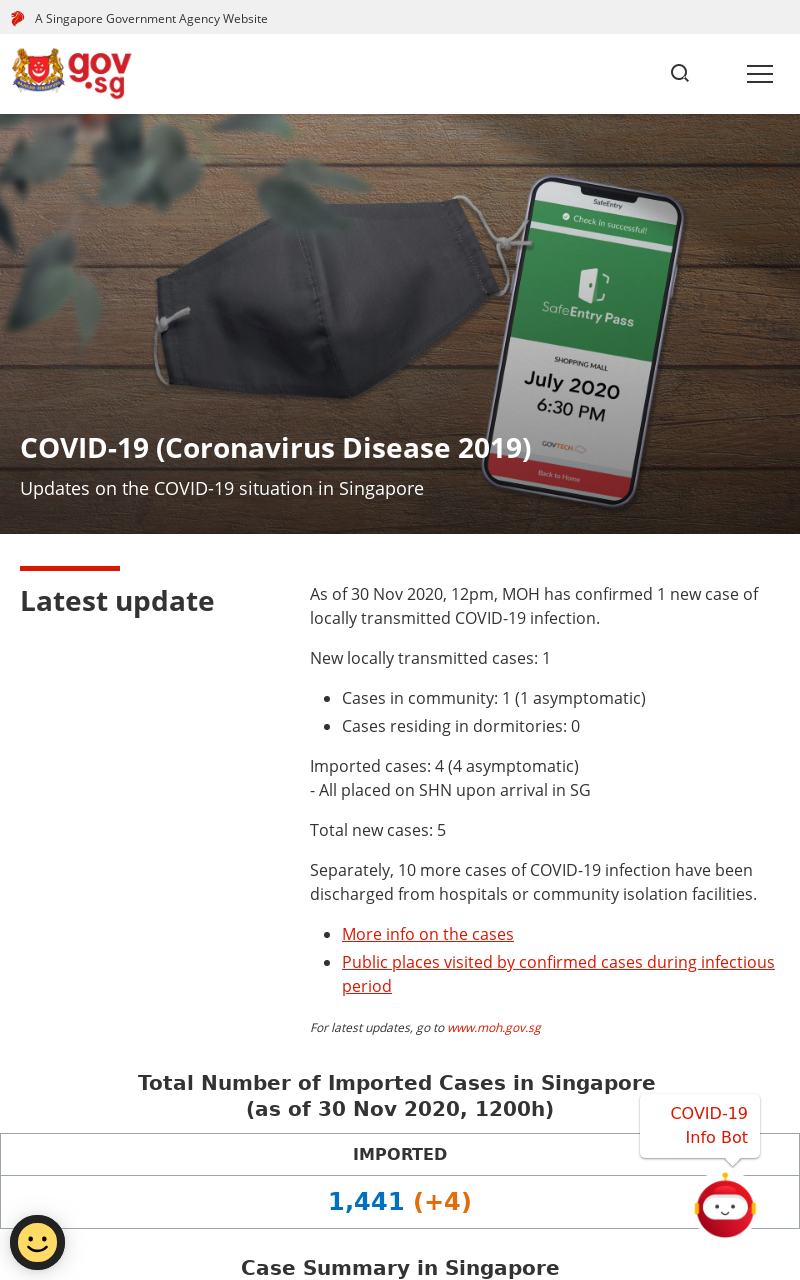 A Singapore Government Agency Website
gov
.sg
SafeEntry
Check in successful!
SafeEntry Pass
SHOPPING MALL
July 2020
6:30 PM
GOVTECH
Back to Home
COVID-19 (Coronavirus Disease 2019)
Updates on the COVID-19 situation in Singapore
Latest update
As of 30 Nov 2020, 12pm, MOH has confirmed 1 new case of
locally transmitted COVID-19 infection.
New locally transmitted cases: 1
Cases in community: 1 (1 asymptomatic)
Cases residing in dormitories: 0
Imported cases: 4 (4 asymptomatic)
- All placed on SHN upon arrival in SG
Total new cases: 5
Separately, 10 more cases of COVID-19 infection have been
discharged from hospitals or community isolation facilities.
More info on the cases
Public places visited by confirmed cases during infectious
period
For latest updates, go to www.moh.gov.sg
Total Number of Imported Cases in Singapore
(as of 30 Nov 2020, 1200h)
COVID-19
Info Bot
IMPORTED
1,441 (+4)
Case Summary in Singapore